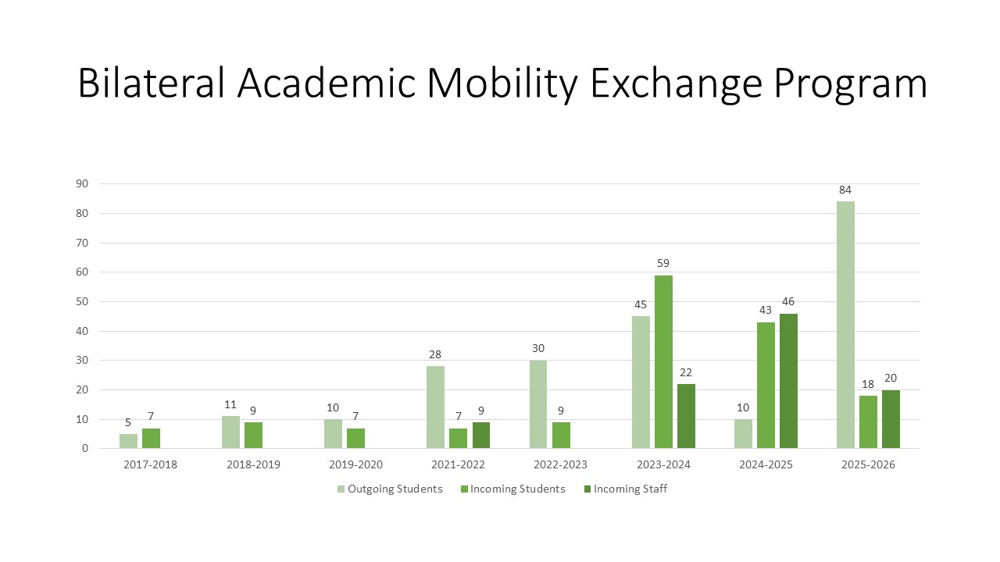 Bilateral Academic Mobility Exchange Program
90
80
70
60
50
40
30
20
10
0
5 7
11 9
10 7
28 7 9
30 9
45 59 22
10 43 46
84 18 20
2017-2018 2018-2019 2019-2020 2021-2022 2022-2023 2023-2024 2024-2025 2025-2026
Outgoing Students Incoming Students Incoming Staff